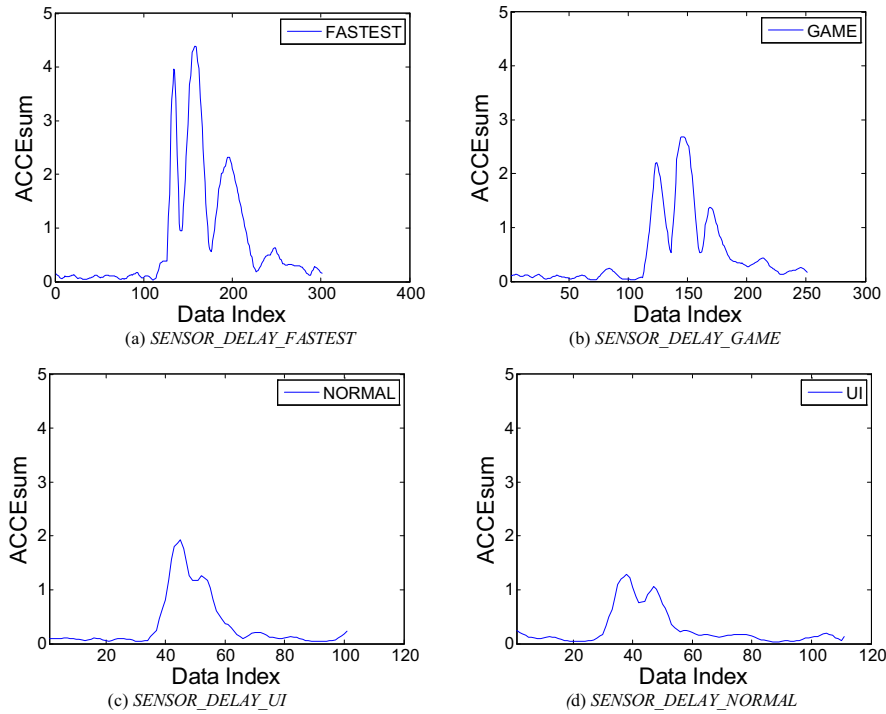 5
4
3
2
1
0
ACCEsum
FASTEST
0 100 200 300 400
Data Index
(a) SENSOR_DELAY_FASTEST
5
4
3
2
1
0
ACCEsum
GAME
50 100 150 200 250 300
Data Index
(b) SENSOR_DELAY_GAME
5
4
3
2
1
0
ACCEsum
NORMAL
20 40 60 80 100 120
Data Index
(c) SENSOR_DELAY_UI
5
4
3
2
1
0
ACCEsum
UI
20 40 60 80 100 120
Data Index
(d) SENSOR_DELAY_NORMAL